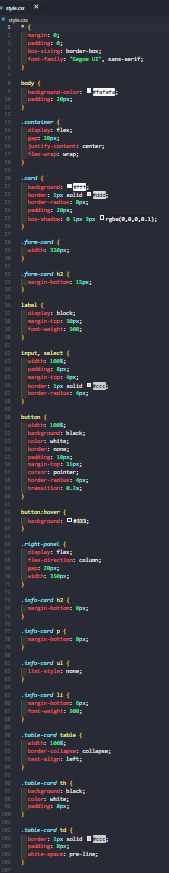 style.css
style.css
* {
margin: 0;
padding: 0;
box-sizing: border-box;
font-family: "Segoe UI", sans-serif;
}
body {
background-color: #fafafa;
padding: 20px;
}
.container {
display: flex;
gap: 20px;
justify-content: center;
flex-wrap: wrap;
}
.card {
background: #fff;
border: 1px solid #ddd;
border-radius: 8px;
padding: 20px;
box-shadow: 0 1px 3px rgba(0,0,0,0.1);
}
.form-card {
width: 320px;
}
.form-card h2 {
margin-bottom: 15px;
}
label {
display: block;
margin-top: 10px;
font-weight: 500;
}
input, select {
width: 100%;
padding: 8px;
margin-top: 4px;
border: 1px solid #ccc;
border-radius: 4px;
}
button {
width: 100%;
background: black;
color: white;
border: none;
padding: 10px;
margin-top: 15px;
cursor: pointer;
border-radius: 4px;
transition: 0.2s;
}
button:hover {
background: #333;
}
.right-panel {
display: flex;
flex-direction: column;
gap: 20px;
width: 350px;
}
.info-card h2 {
margin-bottom: 8px;
}
.info-card p {
margin-bottom: 8px;
}
.info-card ul {
list-style: none;
}
.info-card li {
margin-bottom: 8px;
font-weight: 500;
}
.table-card table {
width: 100%;
border-collapse: collapse;
text-align: left;
}
.table-card th {
background: black;
color: white;
padding: 8px;
}
.table-card td {
border: 1px solid #ccc;
padding: 8px;
white-space: pre-line;
}